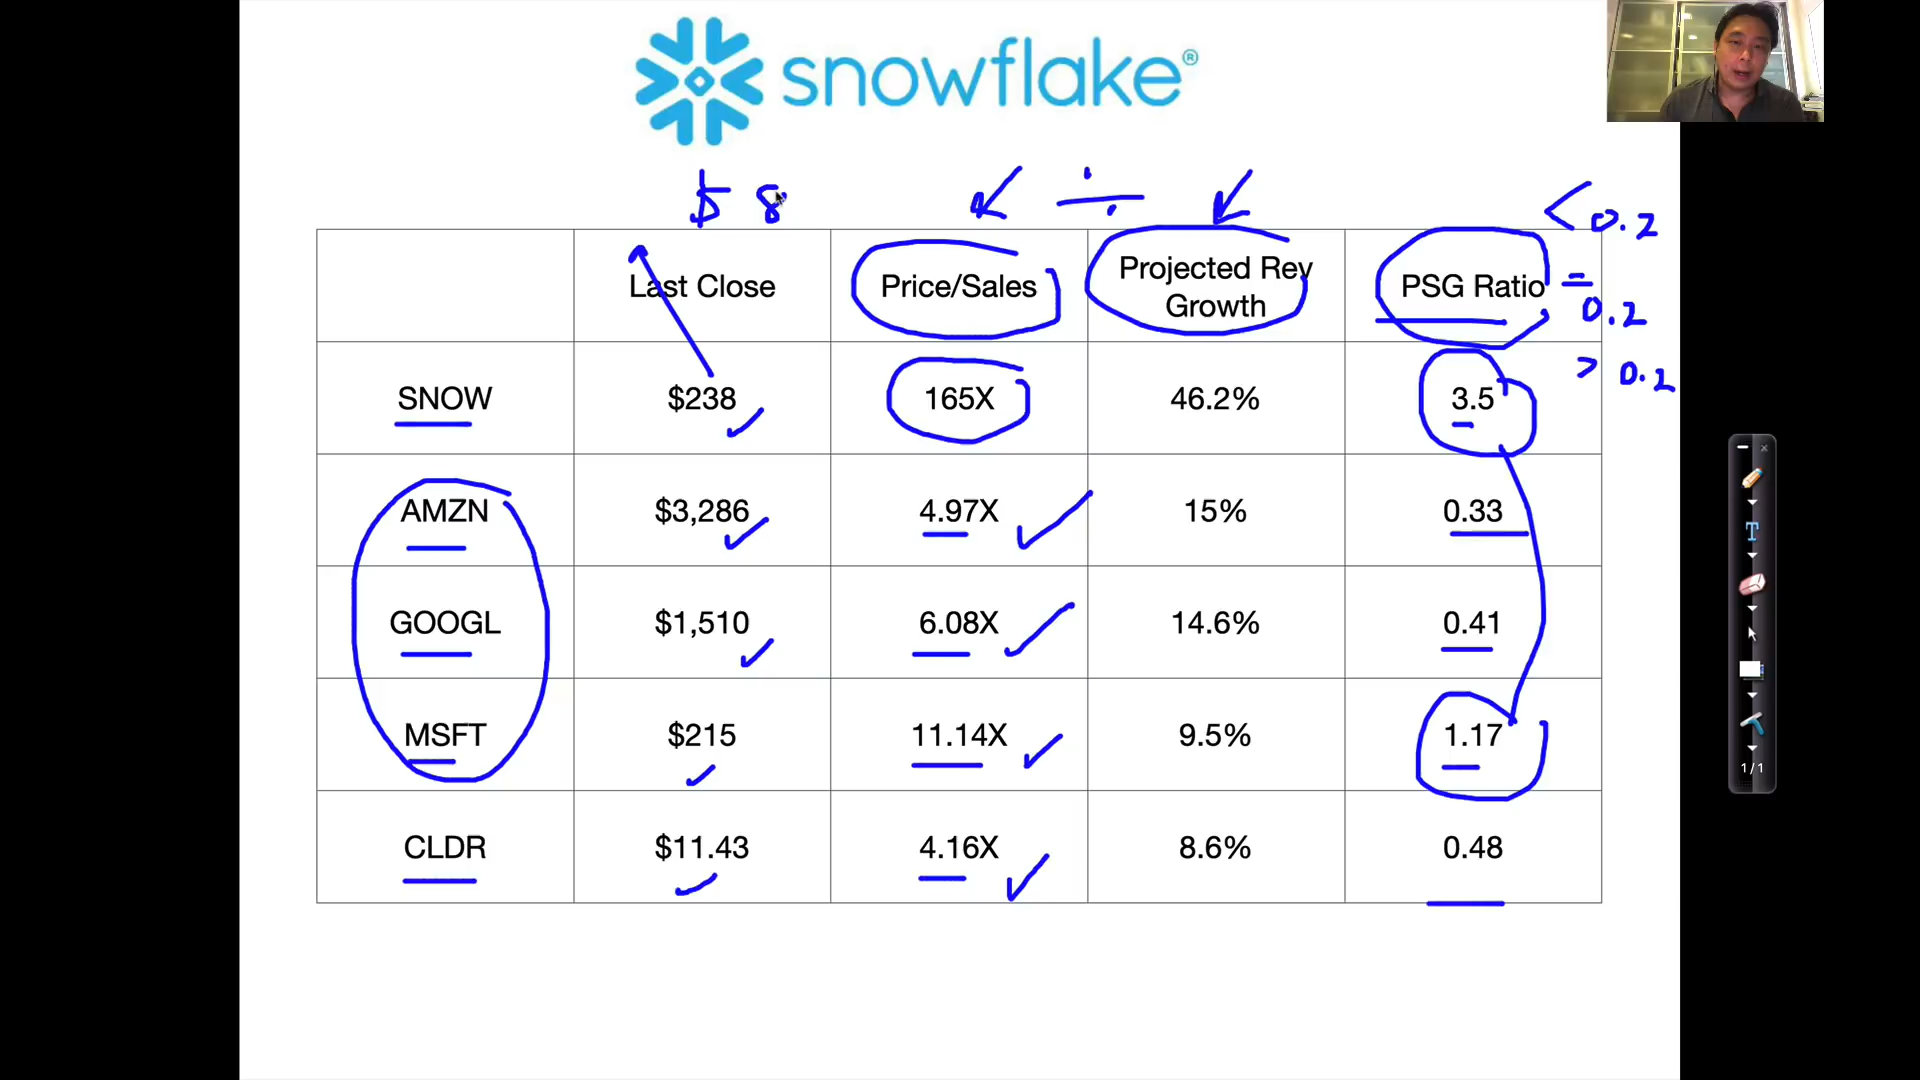 snowflake®
$ 8
÷
< 0.2
Last Close Price/Sales Projected Rev Growth PSG Ratio
= 0.2
> 0.2
SNOW $238 165X 46.2% 3.5
AMZN $3,286 4.97X 15% 0.33
GOOGL $1,510 6.08X 14.6% 0.41
MSFT $215 11.14X 9.5% 1.17
CLDR $11.43 4.16X 8.6% 0.48
T
1/1